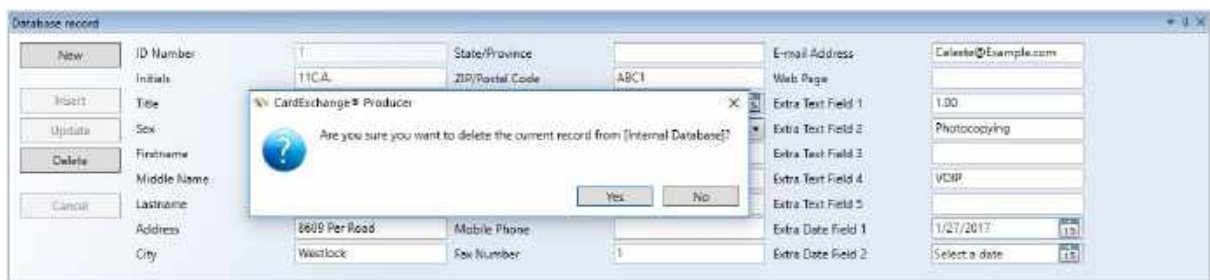 Database record
New ID Number 1 State/Province E-mail Address Celeste@Example.com
Initials 11C.A. ZIP/Postal Code ABC1 Web Page
Insert Title CardExchange® Producer Extra Text Field 1 1.00
Update Sex Are you sure you want to delete the current record from [Internal Database]? Extra Text Field 2 Photocopying
Delete Firstname Extra Text Field 3
Middle Name Extra Text Field 4 VOIP
Cancel Lastname Yes No Extra Text Field 5
Address 8609 Per Road Mobile Phone Extra Date Field 1 1/27/2017 15
City Westlock Fax Number 1 Extra Date Field 2 Select a date 15